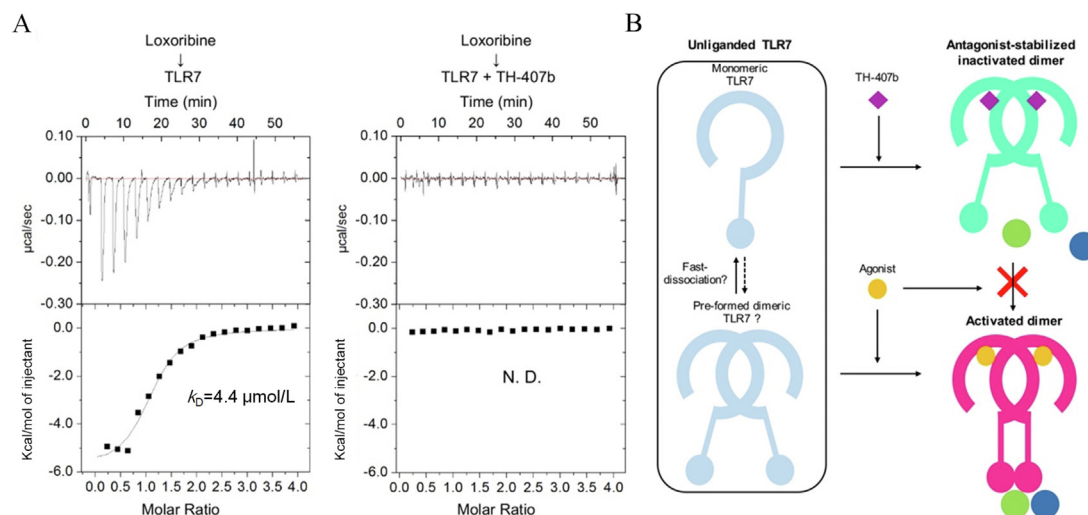 A
Loxoribine
↓
TLR7
Time (min)
0 10 20 30 40 50
0.10
0.00
-0.10
-0.20
-0.30
µcal/sec
0.0
-2.0
-4.0
-6.0
Kcal/mol of injectant
kD=4.4 µmol/L
0.0 0.5 1.0 1.5 2.0 2.5 3.0 3.5 4.0
Molar Ratio
Loxoribine
↓
TLR7 + TH-407b
Time (min)
0 10 20 30 40 50
0.10
0.00
-0.10
-0.20
-0.30
µcal/sec
0.0
-2.0
-4.0
-6.0
Kcal/mol of injectant
N. D.
0.0 0.5 1.0 1.5 2.0 2.5 3.0 3.5 4.0
Molar Ratio
B
Unliganded TLR7
Monomeric
TLR7
Fast-
dissociation?
Pre-formed dimeric
TLR7 ?
TH-407b
Agonist
Antagonist-stabilized
inactivated dimer
Activated dimer